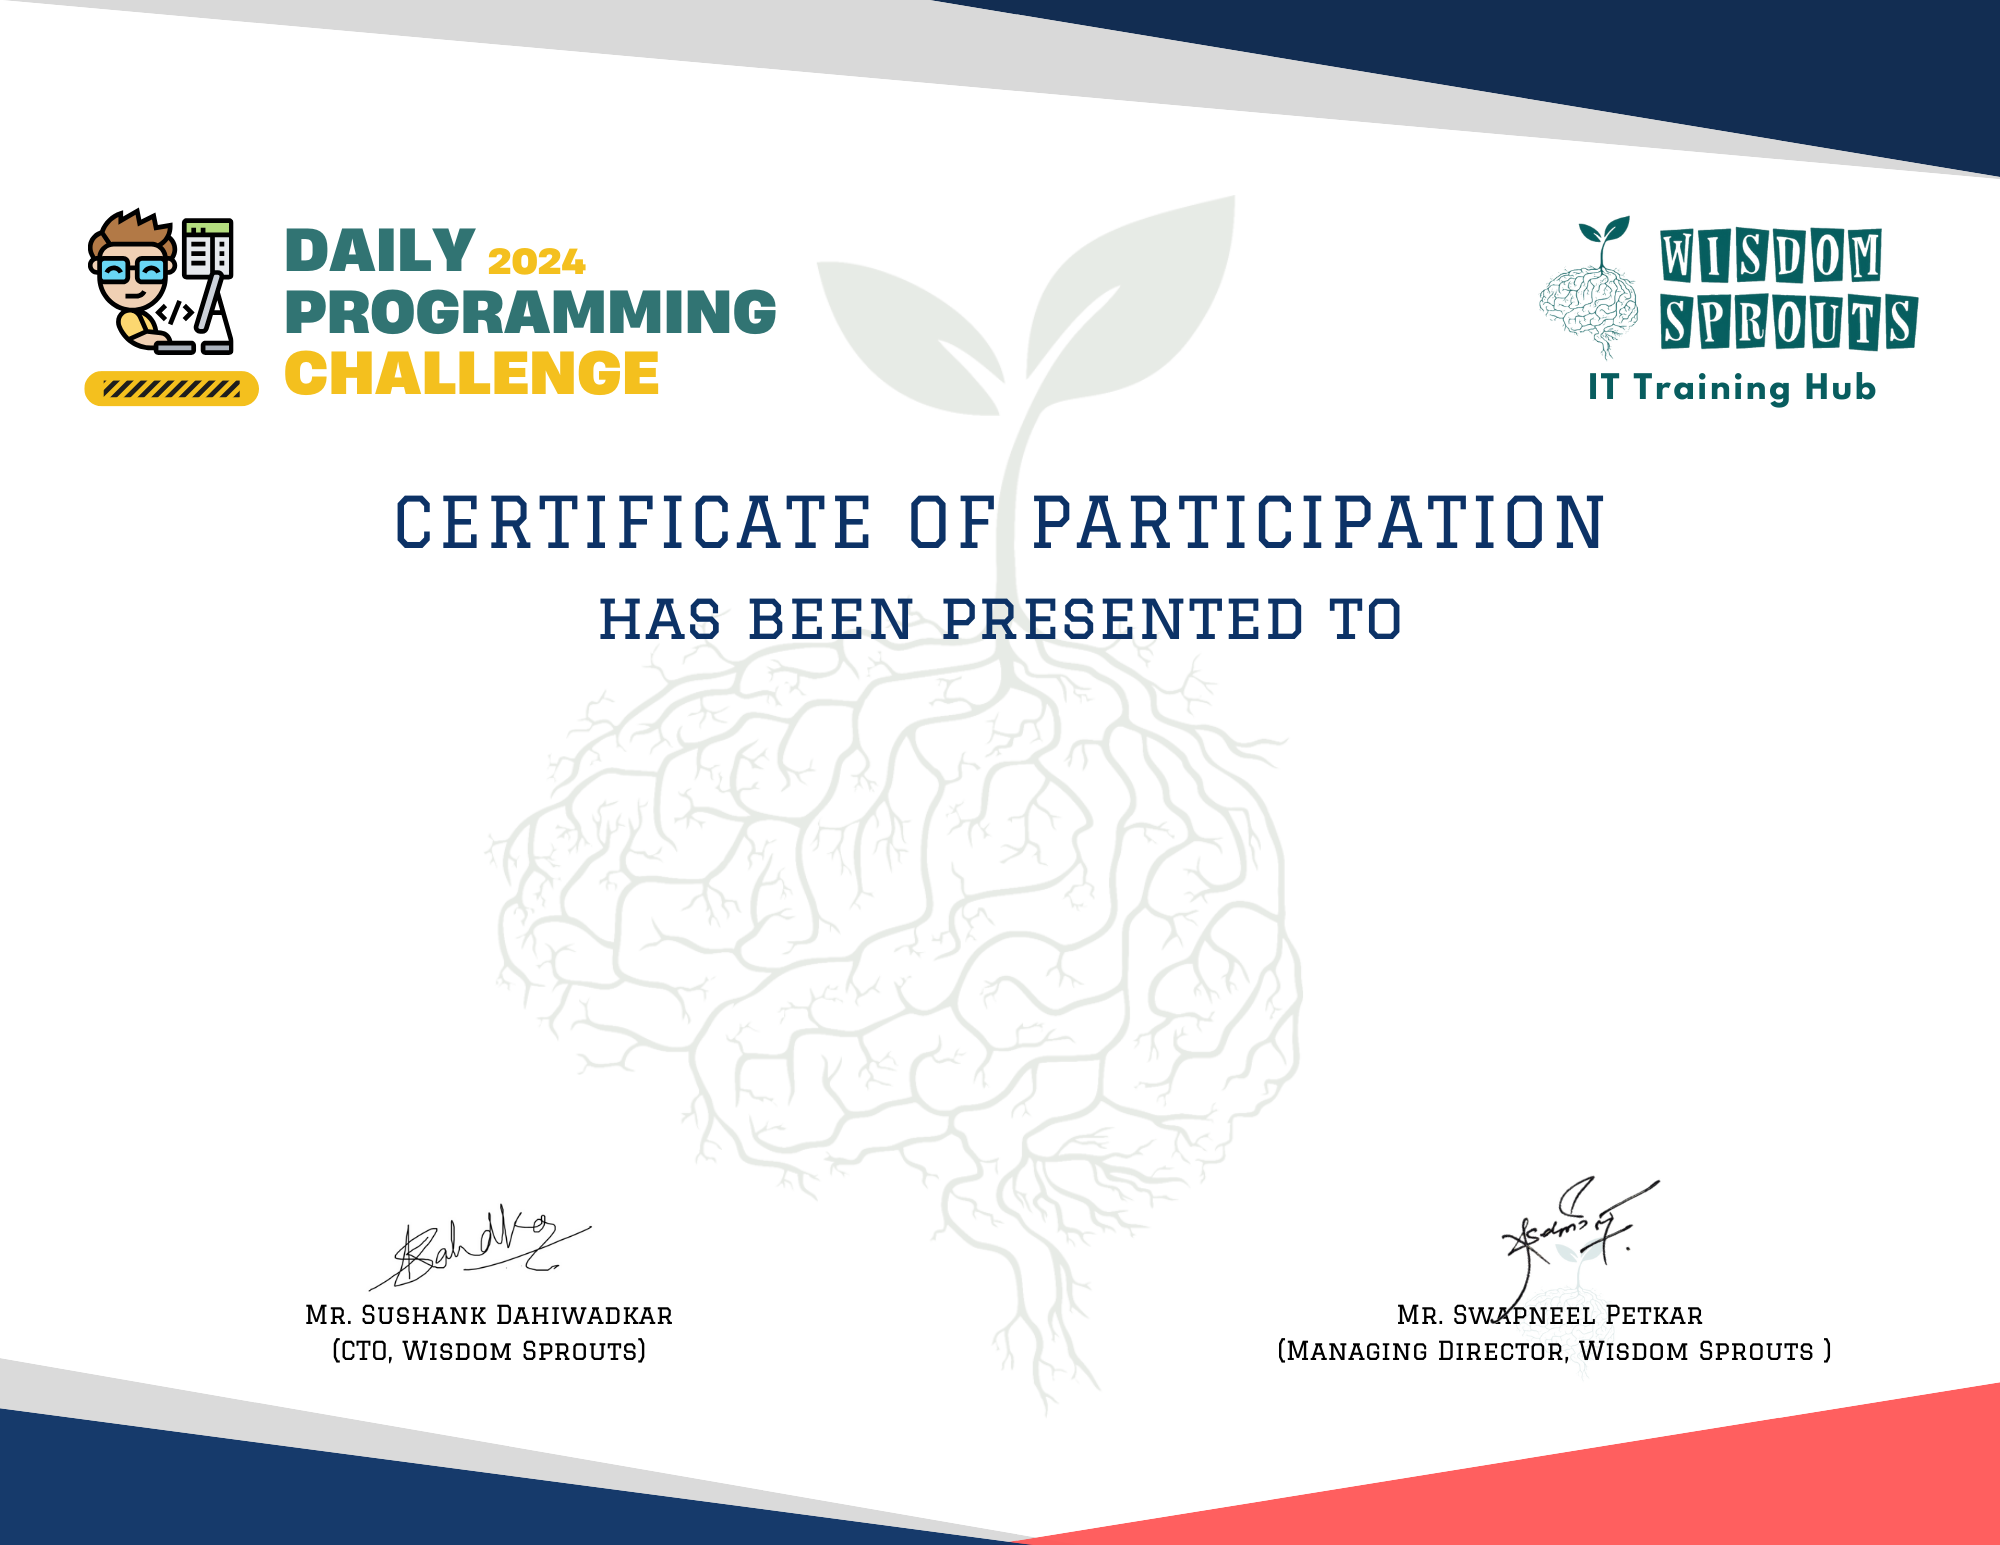 DAILY 2024
PROGRAMMING
CHALLENGE
WISDOM
SPROUTS
IT Training Hub
CERTIFICATE OF PARTICIPATION
HAS BEEN PRESENTED TO
</>
Mr. Sushank Dahiwadkar
(CTO, Wisdom Sprouts)
Mr. Swapneel Petkar
(Managing Director, Wisdom Sprouts )